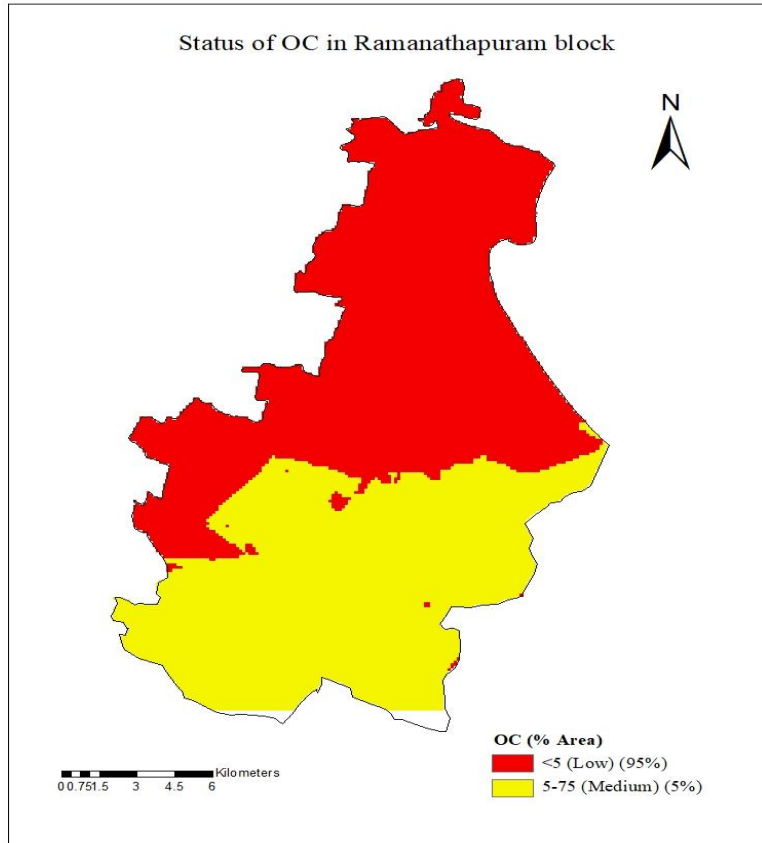 Status of OC in Ramanathapuram block
N
OC (% Area)
<5 (Low) (95%)
5-75 (Medium) (5%)
Kilometers
0 0.75 1.5 3 4.5 6